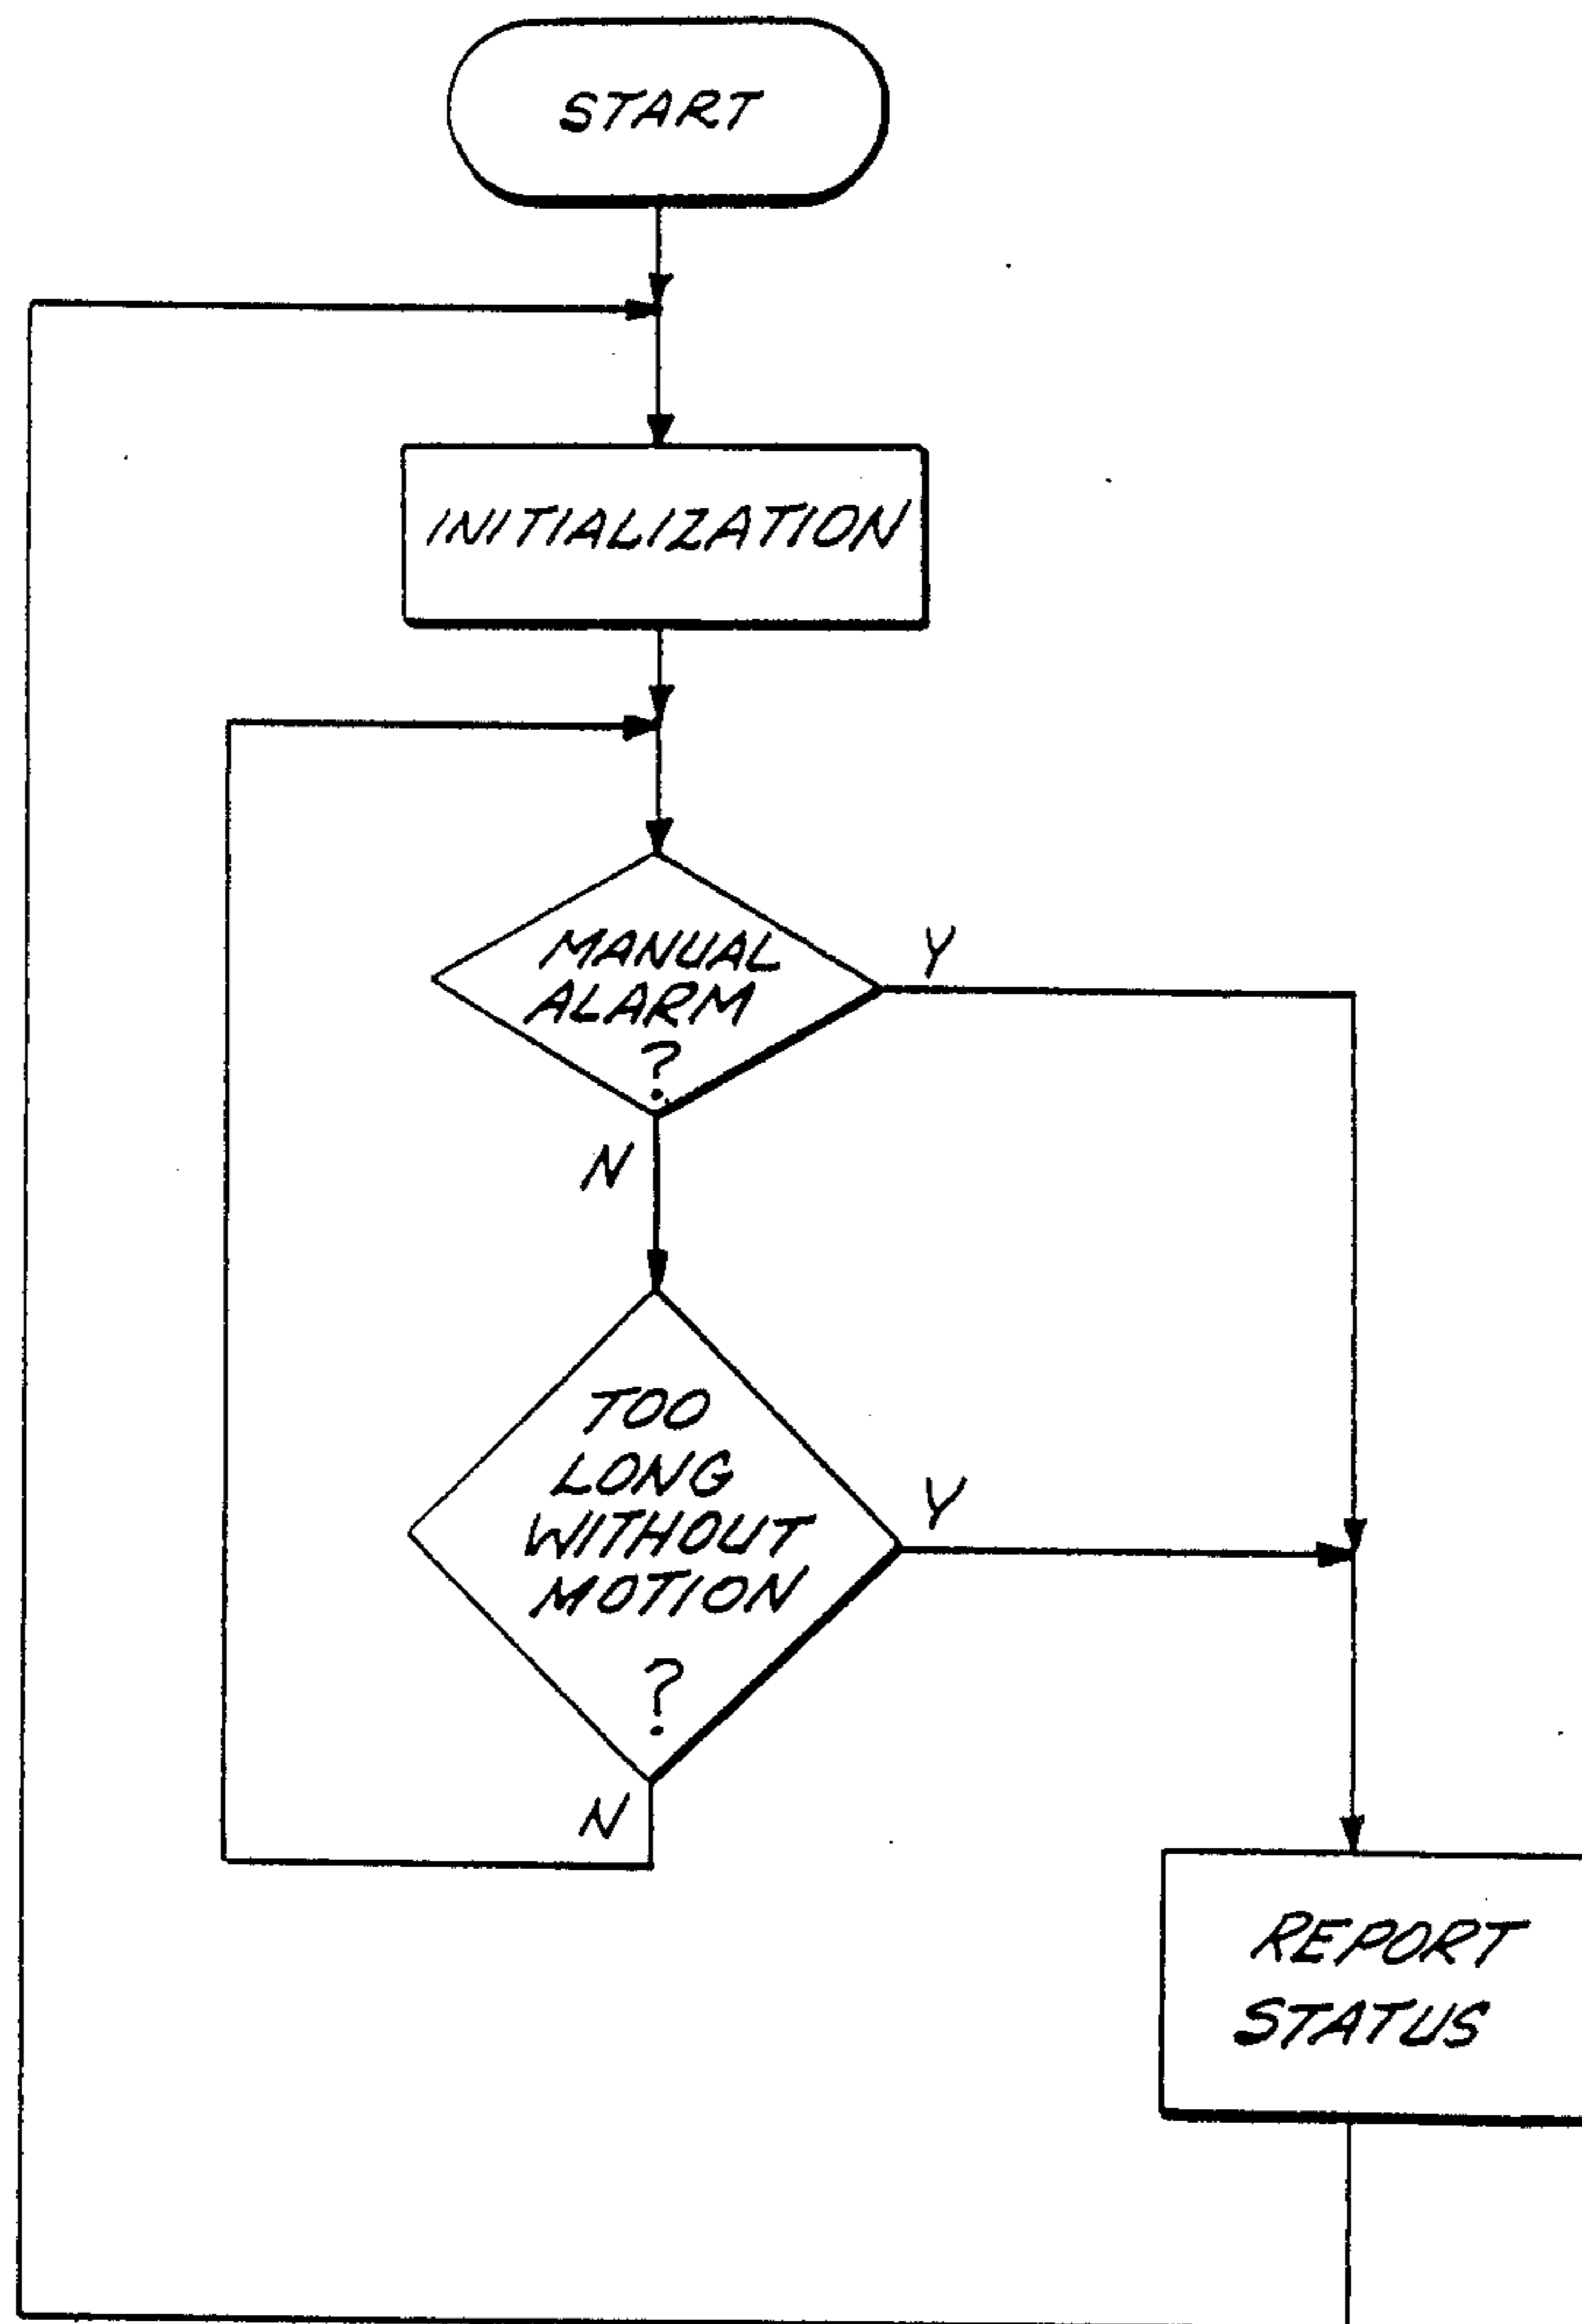 START
INITIALIZATION
MANUAL
ALARM
?
Y
N
TOO
LONG
WITHOUT
MOTION
?
Y
N
REPORT
STATUS